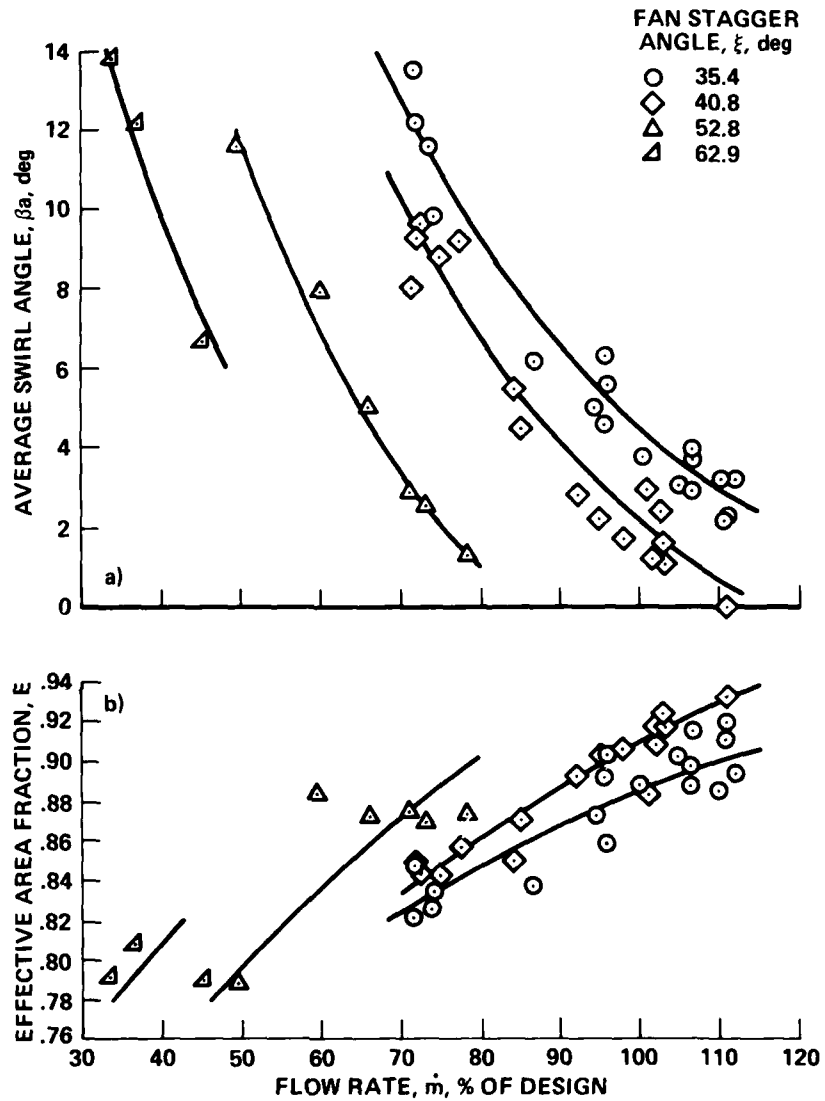 FAN STAGGER
ANGLE, ξ, deg
35.4
40.8
52.8
62.9
AVERAGE SWIRL ANGLE, βa, deg
14
12
10
8
6
4
2
0
a)
EFFECTIVE AREA FRACTION, E
.94
.92
.90
.88
.86
.84
.82
.80
.78
.76
b)
30 40 50 60 70 80 90 100 110 120
FLOW RATE, ṁ, % OF DESIGN